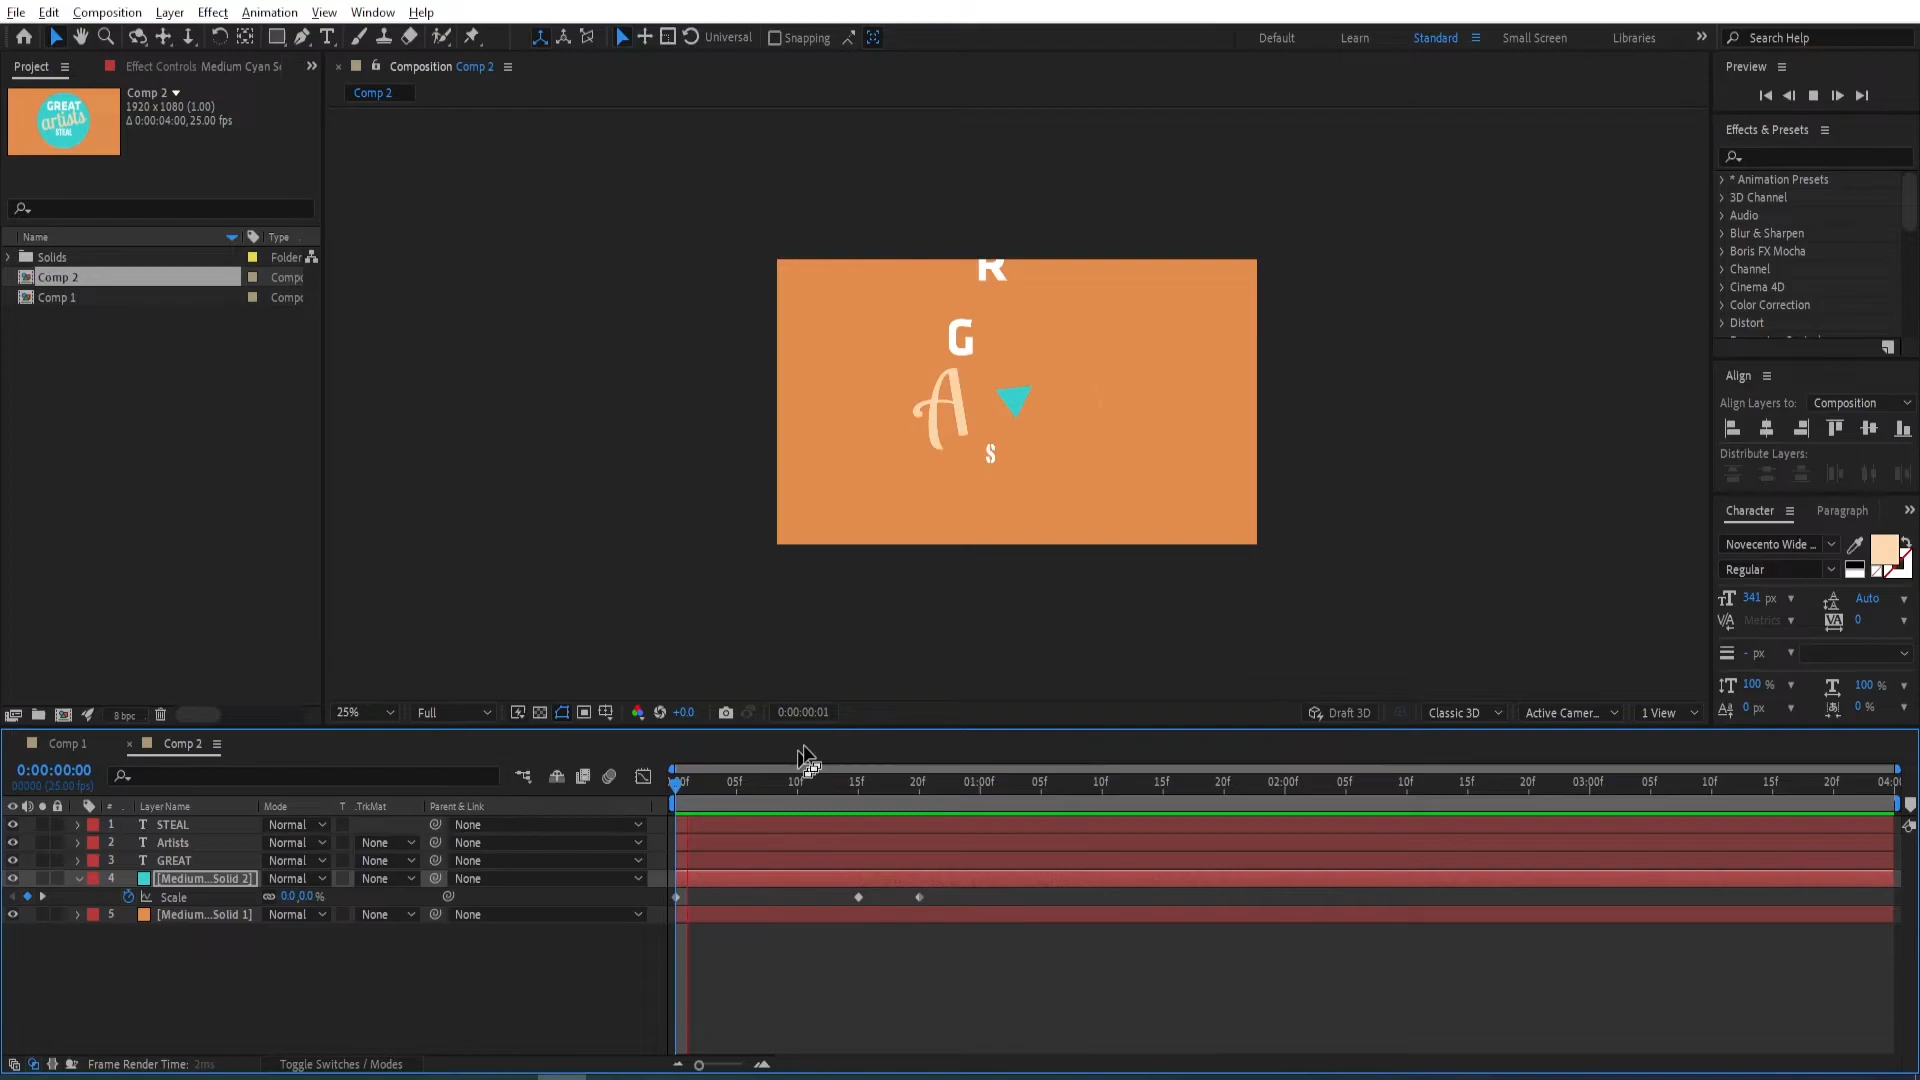 File Edit Composition Layer Effect Animation View Window Help
Universal Snapping Default Learn Standard Small Screen Libraries Search Help
Project Effect Controls Medium Cyan S
Composition Comp 2
Comp 2
Comp 2
1920 x 1080 (1.00)
Δ 0:00:04:00, 25.00 fps
GREAT
artists
STEAL
Name Type
Solids Folder
Comp 2 Compo
Comp 1 Compo
R
G
A
S
8 bpc
25% Full +0.0 0:00:00:01 Draft 3D Classic 3D Active Camer... 1 View
Preview
Effects & Presets
* Animation Presets
3D Channel
Audio
Blur & Sharpen
Boris FX Mocha
Channel
Cinema 4D
Color Correction
Distort
Align
Align Layers to: Composition
Distribute Layers:
Character Paragraph
Novecento Wide ...
Regular
341 px Auto
Metrics 0
- px
100 % 100 %
0 px 0 %
Comp 1 Comp 2
0:00:00:00
00000 (25.00 fps)
:00f 05f 10f 15f 20f 01:00f 05f 10f 15f 20f 02:00f 05f 10f 15f 20f 03:00f 05f 10f 15f 20f 04:0
# Layer Name Mode T .TrkMat Parent & Link
1 T STEAL Normal None
2 T Artists Normal None None
3 T GREAT Normal None None
4 [Medium...Solid 2] Normal None None
Scale 0.0,0.0 %
5 [Medium...Solid 1] Normal None None
Frame Render Time: 2ms Toggle Switches / Modes